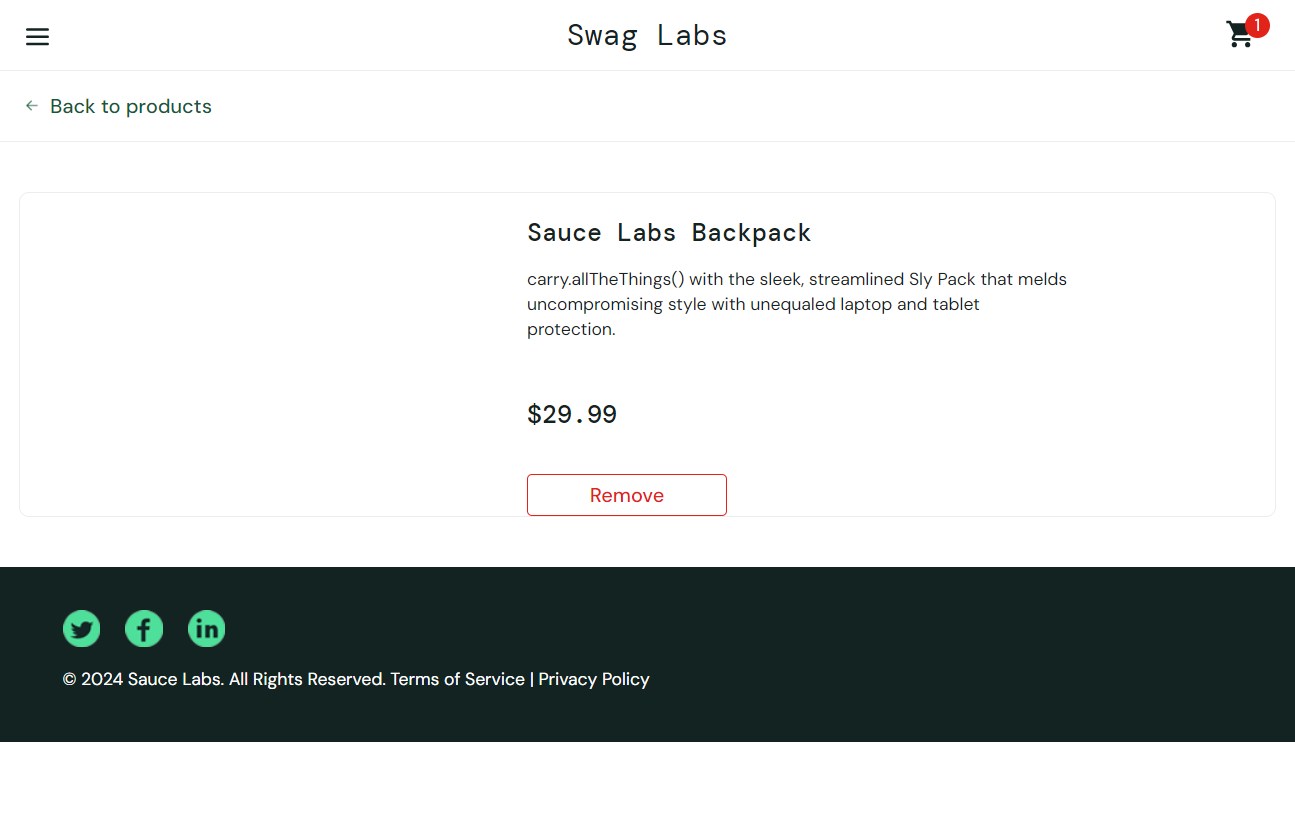 Swag Labs
1
Back to products
Sauce Labs Backpack
carry.allTheThings() with the sleek, streamlined Sly Pack that melds
uncompromising style with unequaled laptop and tablet
protection.
$29.99
Remove
© 2024 Sauce Labs. All Rights Reserved. Terms of Service | Privacy Policy